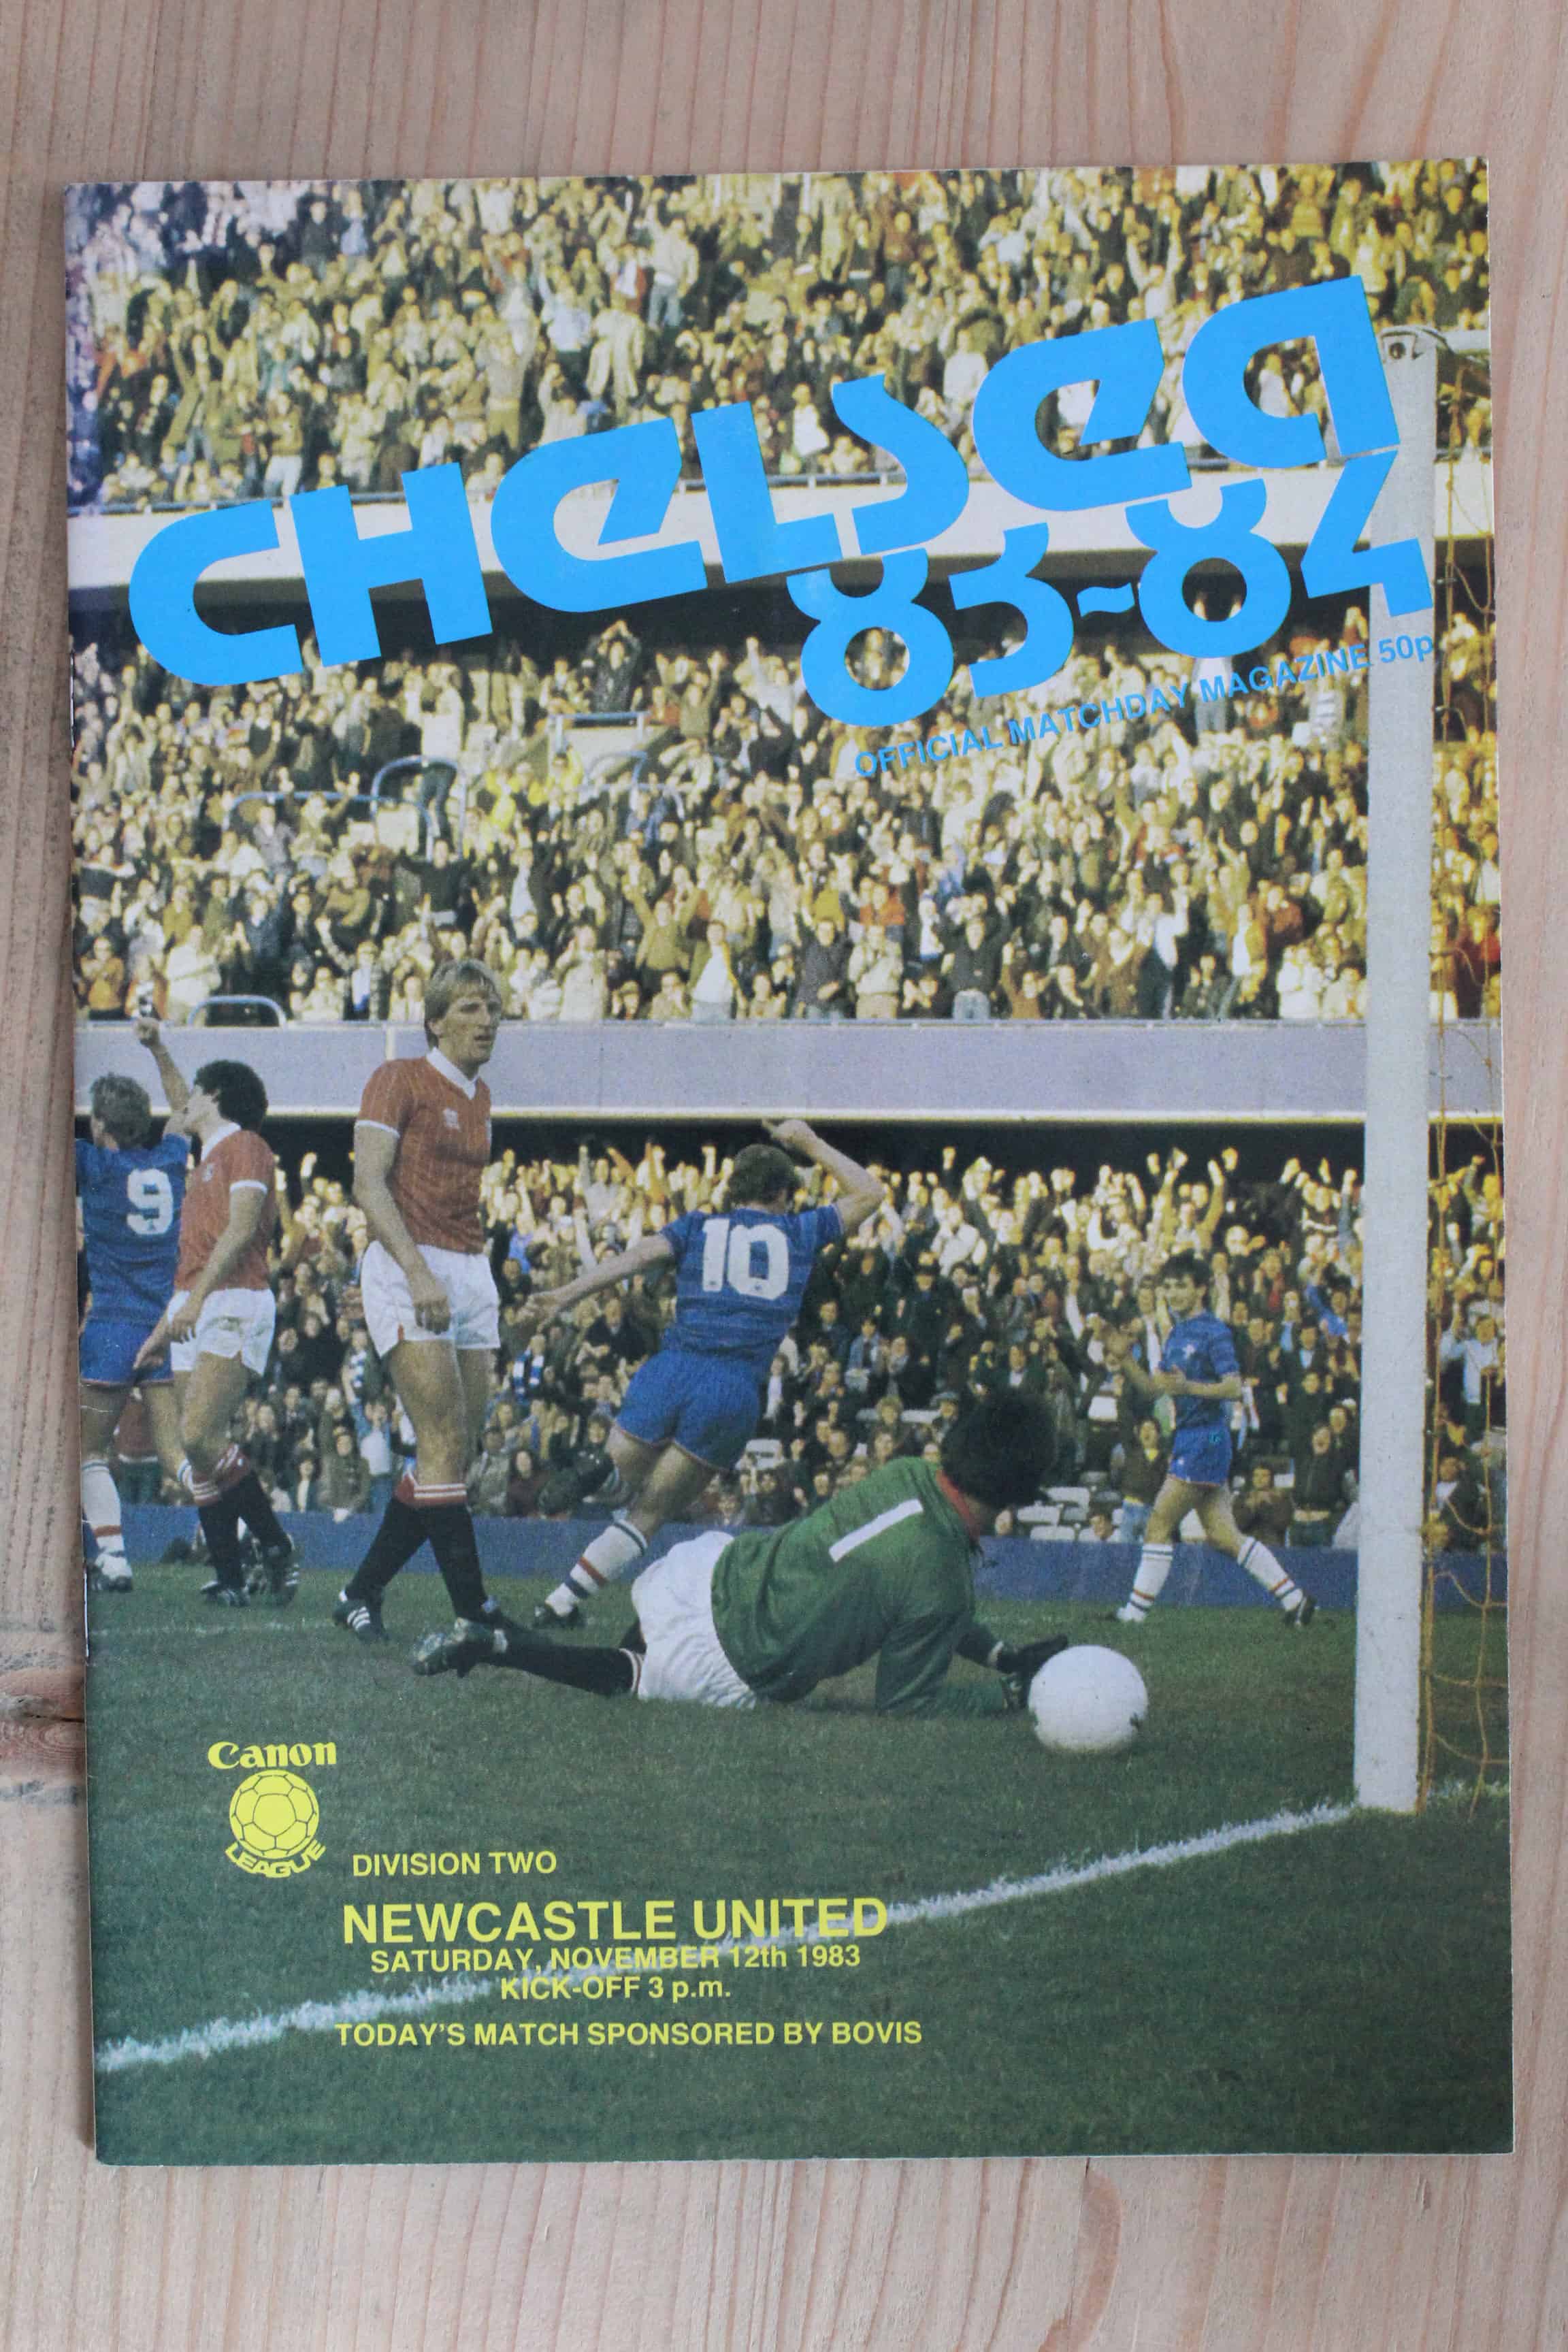 CHelsea
83-84
OFFICIAL MATCHDAY MAGAZINE 50p
9
10
1
Canon
LEAGUE
DIVISION TWO
NEWCASTLE UNITED
SATURDAY, NOVEMBER 12th 1983
KICK-OFF 3 p.m.
TODAY'S MATCH SPONSORED BY BOVIS